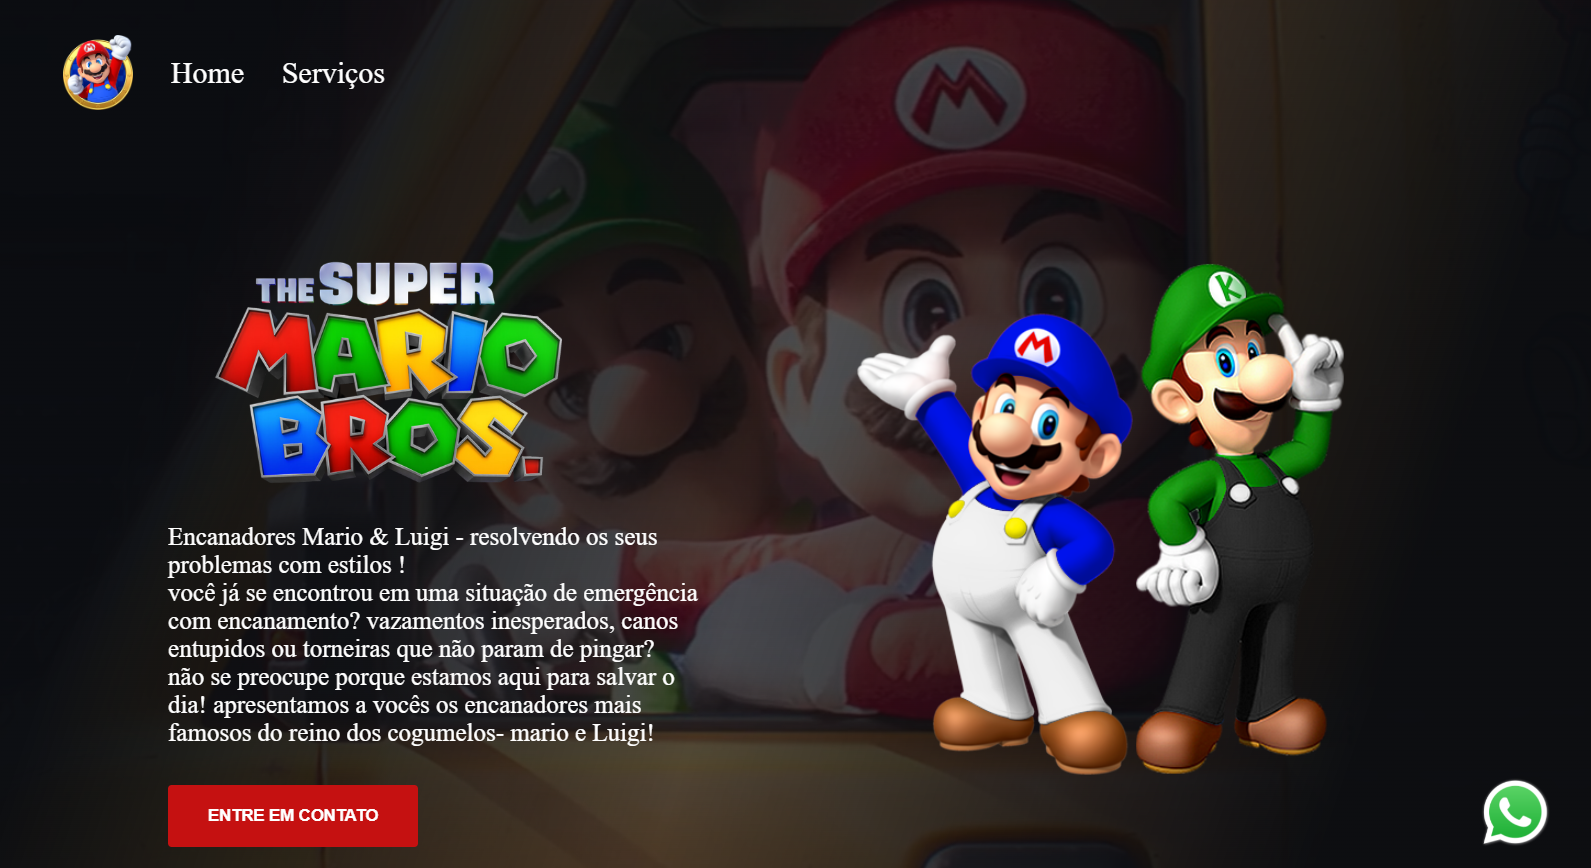 Home Serviços
THE SUPER
MARIO
BROS.
Encanadores Mario & Luigi - resolvendo os seus
problemas com estilos !
você já se encontrou em uma situação de emergência
com encanamento? vazamentos inesperados, canos
entupidos ou torneiras que não param de pingar?
não se preocupe porque estamos aqui para salvar o
dia! apresentamos a vocês os encanadores mais
famosos do reino dos cogumelos- mario e Luigi!
ENTRE EM CONTATO
M
L
M
K
M